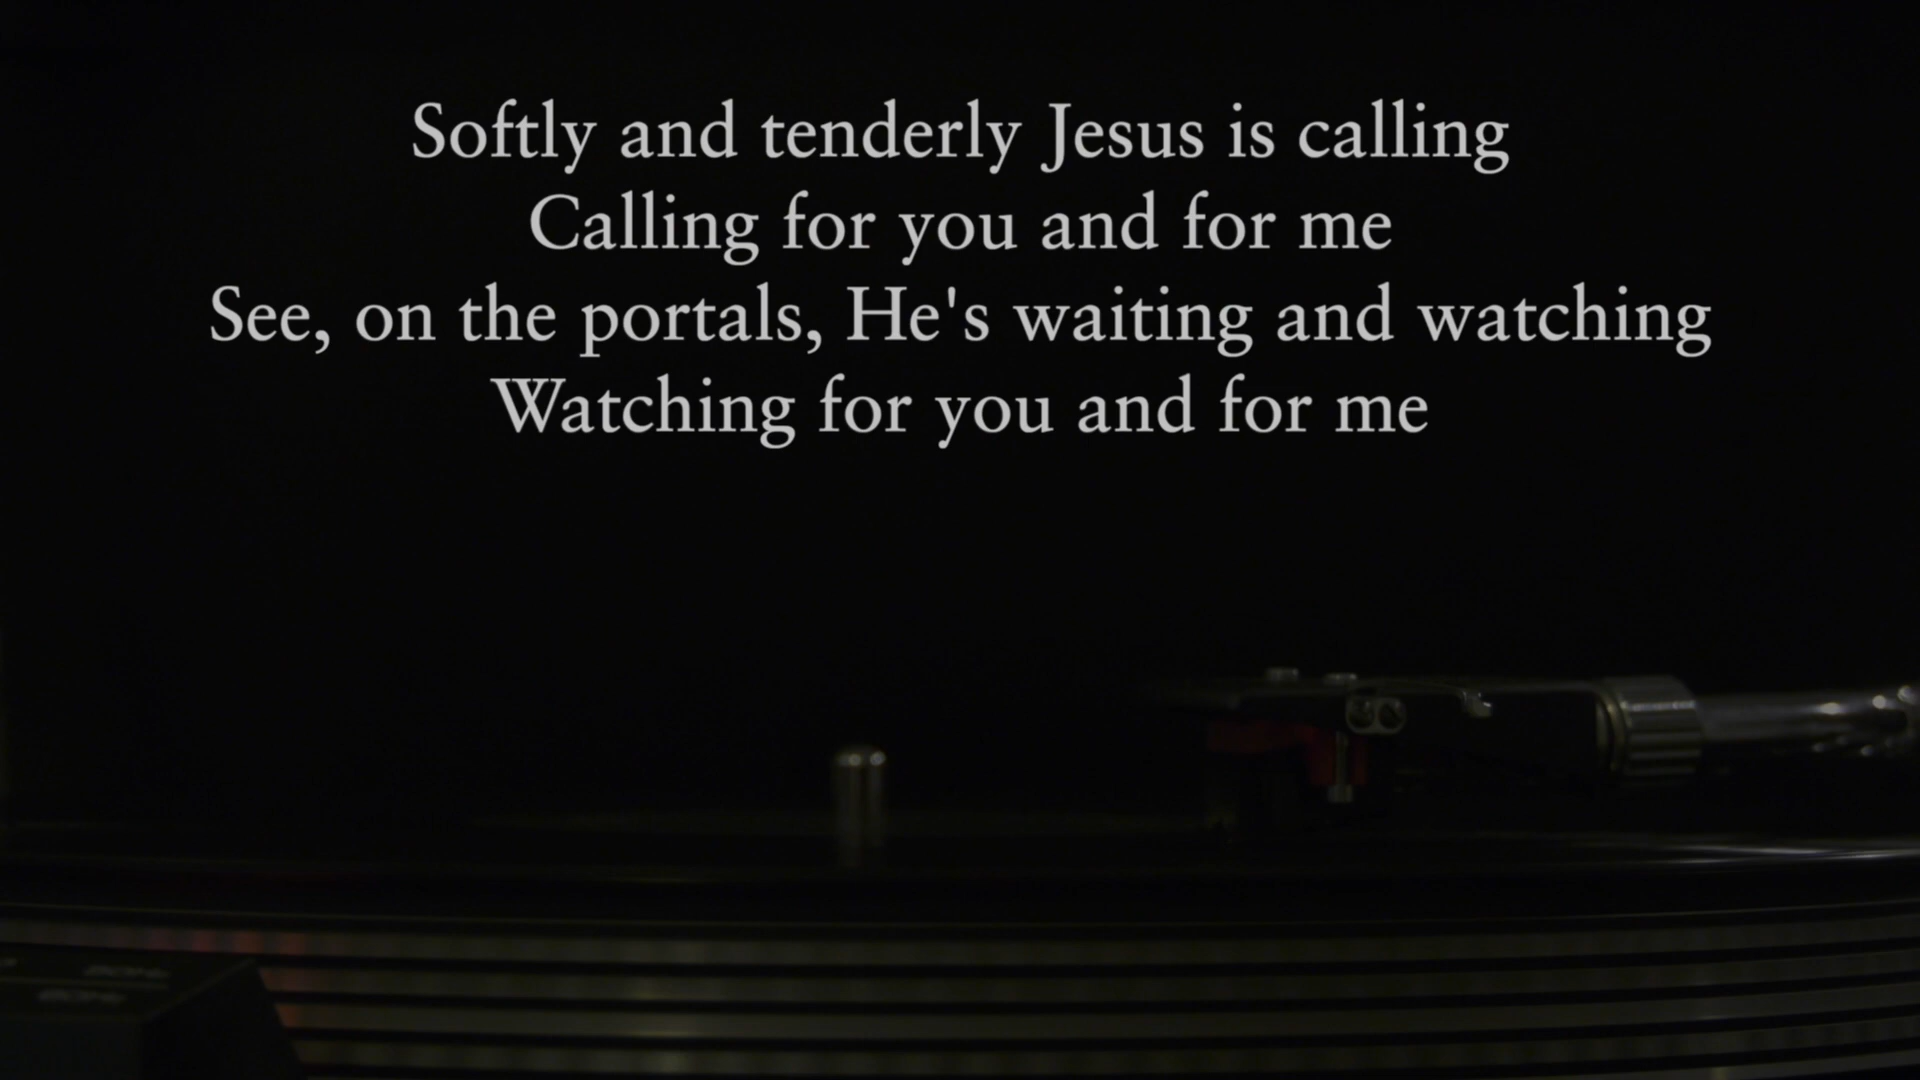 Softly and tenderly Jesus is calling
Calling for you and for me
See, on the portals, He's waiting and watching
Watching for you and for me